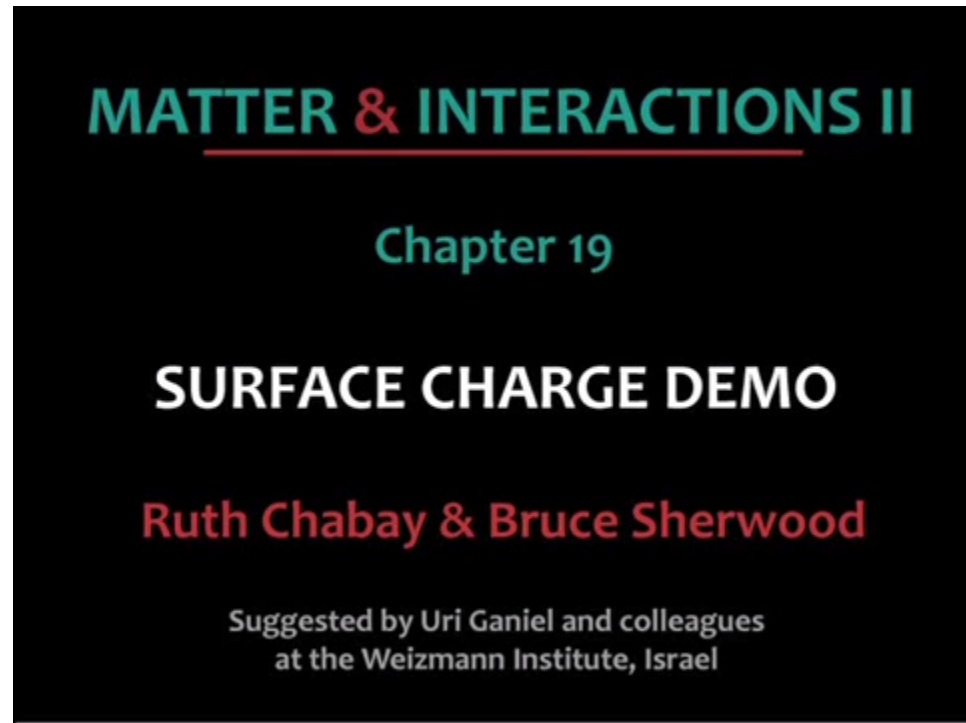 MATTER & INTERACTIONS II
Chapter 19
SURFACE CHARGE DEMO
Ruth Chabay & Bruce Sherwood
Suggested by Uri Ganiel and colleagues
at the Weizmann Institute, Israel